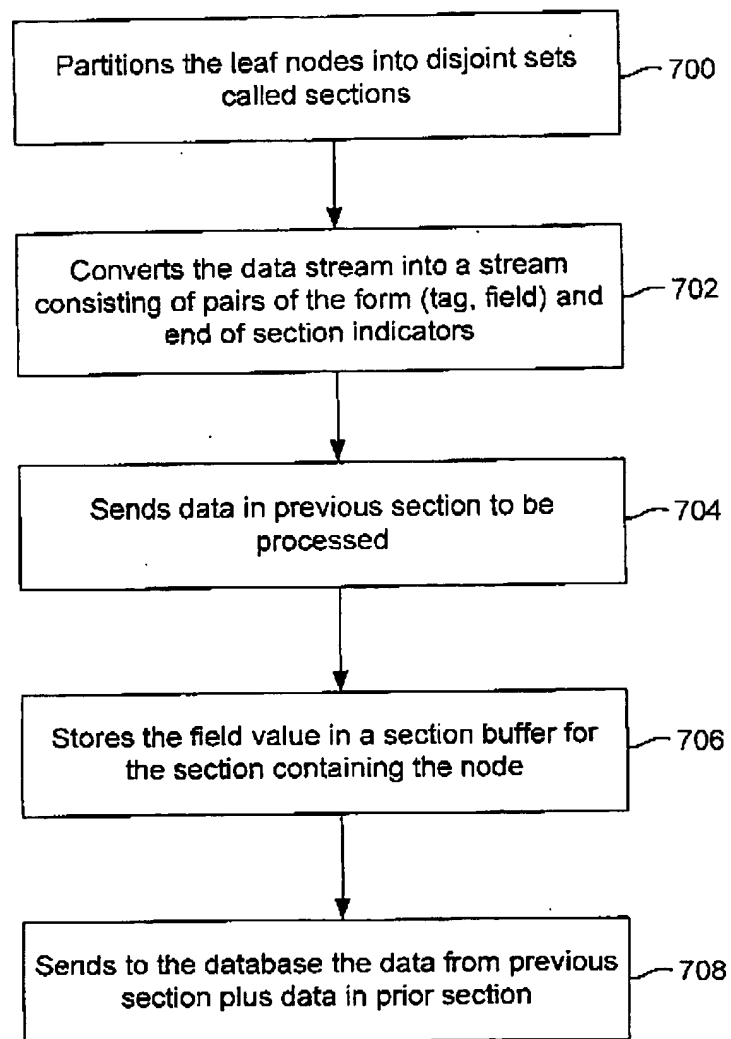 Partitions the leaf nodes into disjoint sets
called sections
700
Converts the data stream into a stream
consisting of pairs of the form (tag, field) and
end of section indicators
702
Sends data in previous section to be
processed
704
Stores the field value in a section buffer for
the section containing the node
706
Sends to the database the data from previous
section plus data in prior section
708